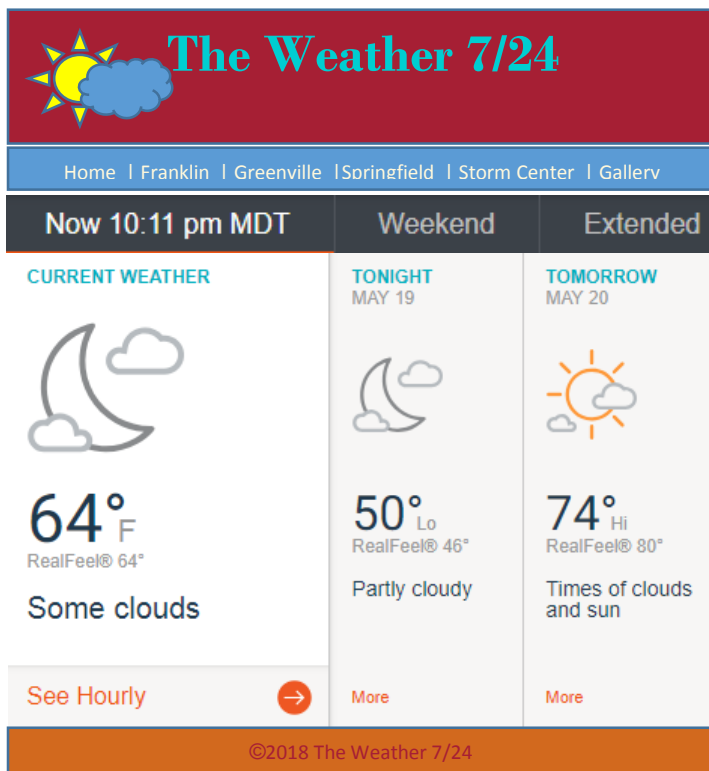 The Weather 7/24
Home | Franklin | Greenville |Springfield | Storm Center | Gallery
Now 10:11 pm MDT Weekend Extended
CURRENT WEATHER
64°F
RealFeel® 64°
Some clouds
See Hourly
TONIGHT
MAY 19
50°Lo
RealFeel® 46°
Partly cloudy
More
TOMORROW
MAY 20
74°Hi
RealFeel® 80°
Times of clouds
and sun
More
©2018 The Weather 7/24